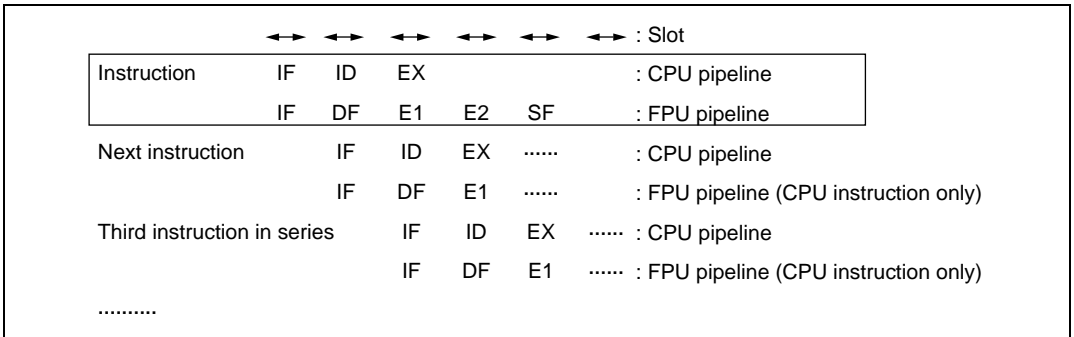 : Slot
Instruction IF ID EX : CPU pipeline
IF DF E1 E2 SF : FPU pipeline
Next instruction IF ID EX ...... : CPU pipeline
IF DF E1 ...... : FPU pipeline (CPU instruction only)
Third instruction in series IF ID EX ...... : CPU pipeline
IF DF E1 ...... : FPU pipeline (CPU instruction only)
..........